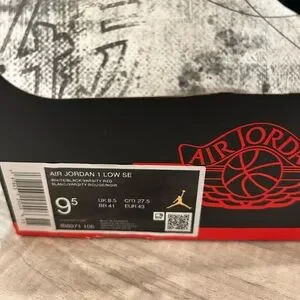 AIR JORDAN 1 LOW SE
WHITE/BLACK-VARSITY RED
BLANC/VARSITY ROUGE/NOIR
9.5
UK 8.5
cm 27.5
BR 41
EUR 43
AIR JORDAN